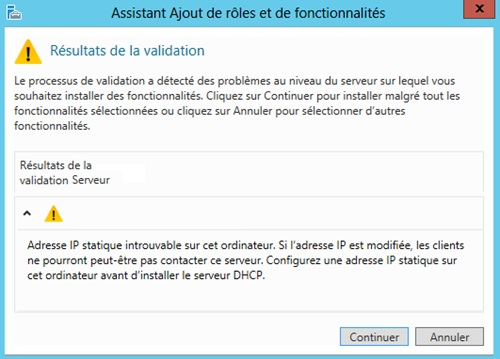 Assistant Ajout de rôles et de fonctionnalités
Résultats de la validation
Le processus de validation a détecté des problèmes au niveau du serveur sur lequel vous
souhaitez installer des fonctionnalités. Cliquez sur Continuer pour installer malgré tout les
fonctionnalités sélectionnées ou cliquez sur Annuler pour sélectionner d'autres
fonctionnalités.
Résultats de la
validation Serveur
Adresse IP statique introuvable sur cet ordinateur. Si l'adresse IP est modifiée, les clients
ne pourront peut-être pas contacter ce serveur. Configurez une adresse IP statique sur
cet ordinateur avant d'installer le serveur DHCP.
Continuer
Annuler